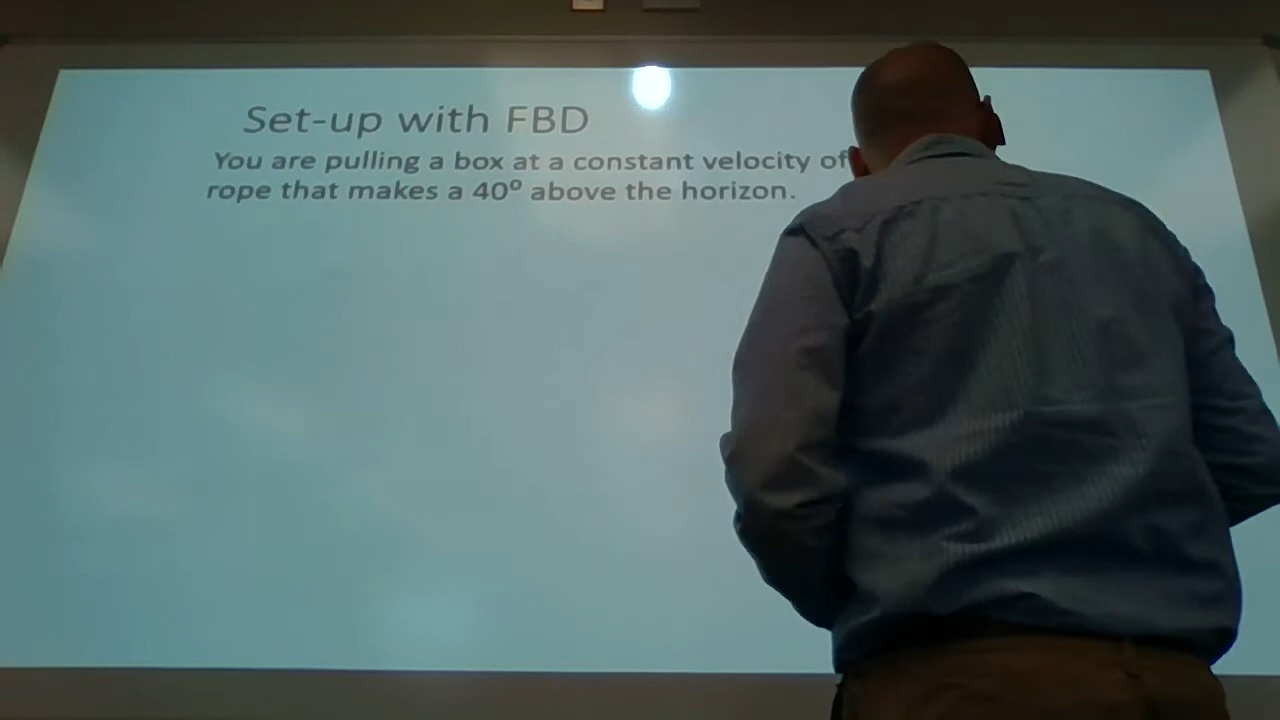 Set-up with FBD
You are pulling a box at a constant velocity of
rope that makes a 40º above the horizon.